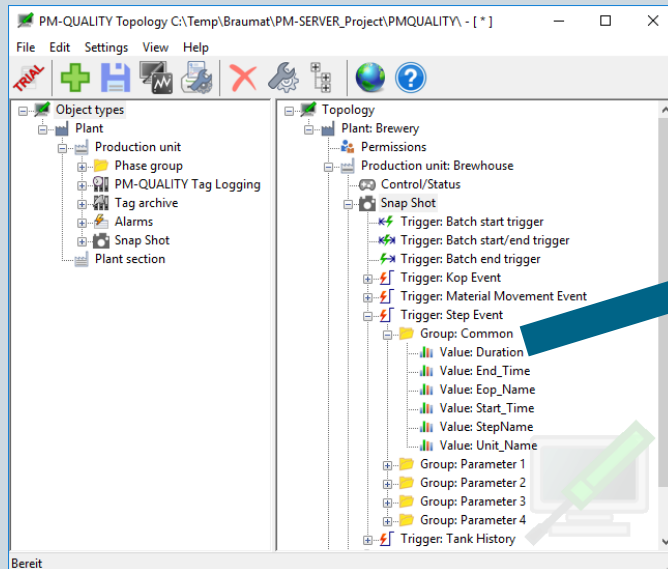 PM-QUALITY Topology C:\Temp\Braumat\PM-SERVER_Project\PMQUALITY\ - [ * ]
File Edit Settings View Help
TRIAL
Object types
Plant
Production unit
Phase group
PM-QUALITY Tag Logging
Tag archive
Alarms
Snap Shot
Plant section
Topology
Plant: Brewery
Permissions
Production unit: Brewhouse
Control/Status
Snap Shot
Trigger: Batch start trigger
Trigger: Batch start/end trigger
Trigger: Batch end trigger
Trigger: Kop Event
Trigger: Material Movement Event
Trigger: Step Event
Group: Common
Value: Duration
Value: End_Time
Value: Eop_Name
Value: Start_Time
Value: StepName
Value: Unit_Name
Group: Parameter 1
Group: Parameter 2
Group: Parameter 3
Group: Parameter 4
Trigger: Tank History
Bereit